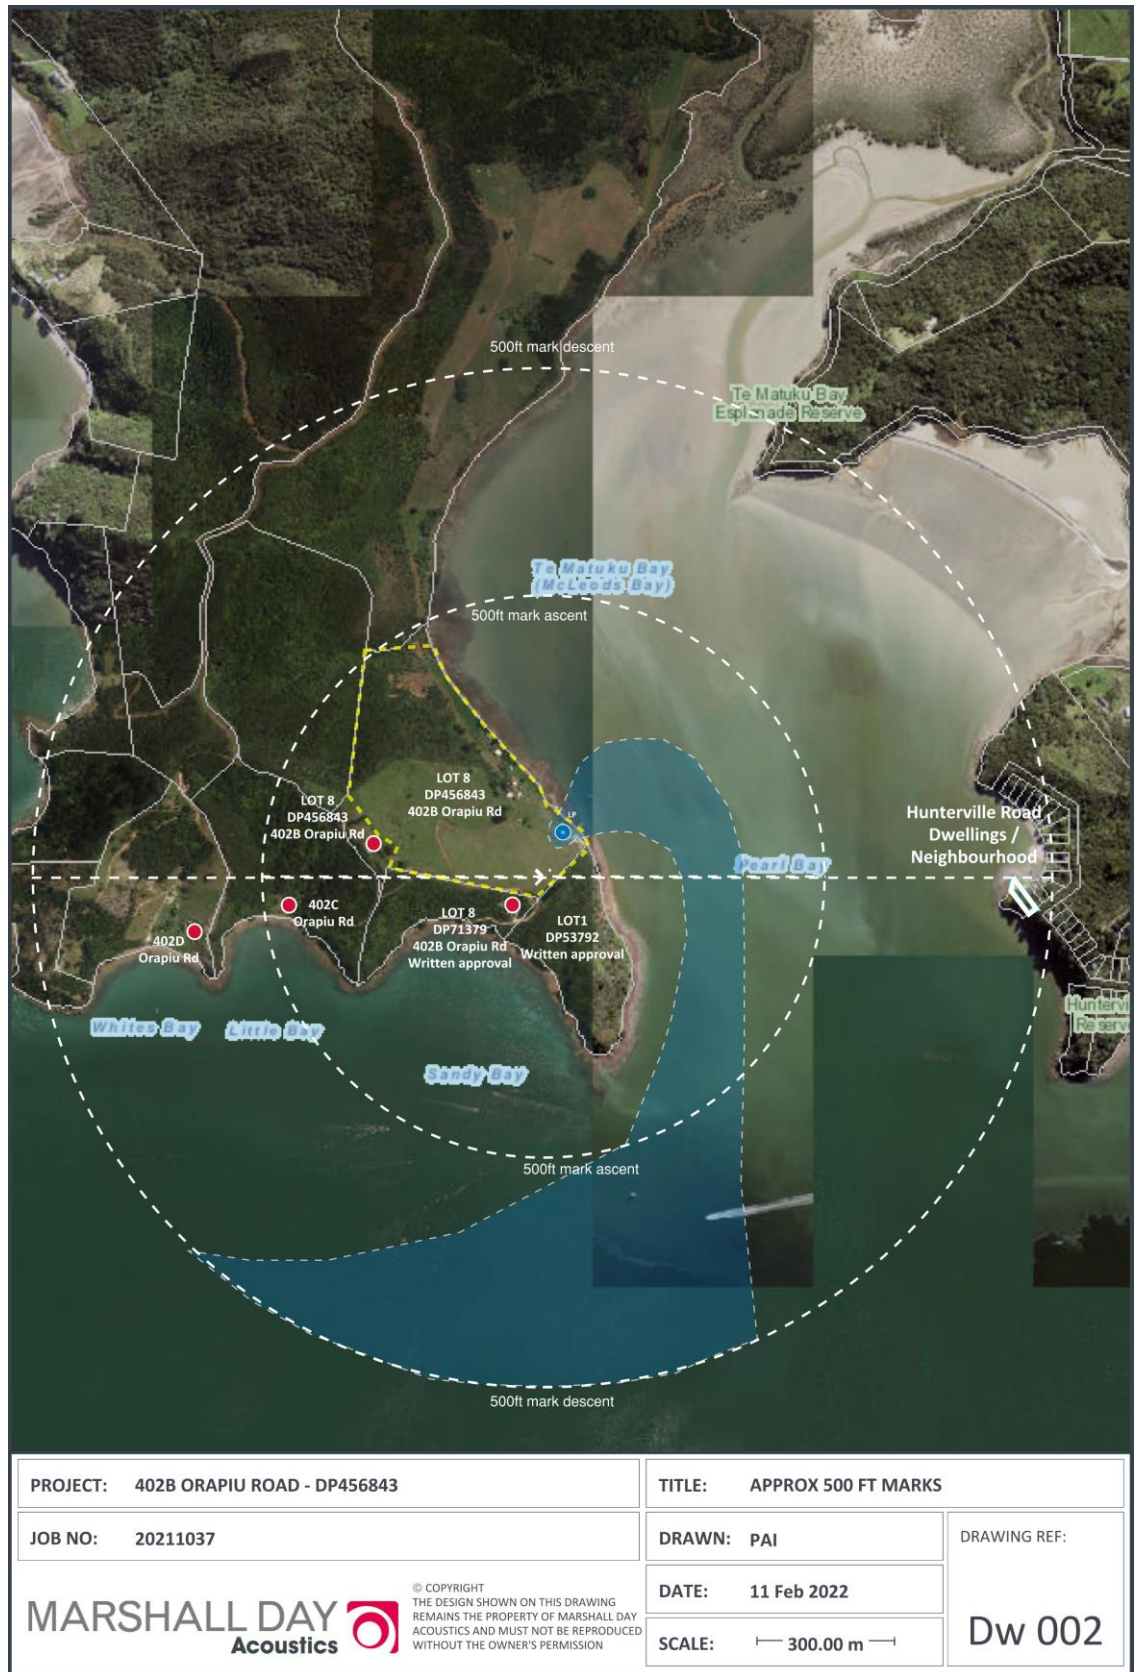 500ft mark descent
Te Matuku Bay
Esplanade Reserve
Te Matuku Bay
(McLeods Bay)
500ft mark ascent
LOT 8
DP456843
402B Orapiu Rd
LOT 8
DP456843
402B Orapiu Rd
LP
Hunterville Road
Dwellings /
Neighbourhood
Pearl Bay
402C
Orapiu Rd
LOT 8
DP71379
402B Orapiu Rd
Written approval
LOT1
DP53792
Written approval
402D
Orapiu Rd
Whites Bay
Little Bay
Sandy Bay
Huntervi
Reserv
500ft mark ascent
500ft mark descent
PROJECT: 402B ORAPIU ROAD - DP456843
TITLE: APPROX 500 FT MARKS
JOB NO: 20211037
DRAWN: PAI
DRAWING REF:
Dw 002
DATE: 11 Feb 2022
SCALE: 300.00 m
MARSHALL DAY
Acoustics
© COPYRIGHT
THE DESIGN SHOWN ON THIS DRAWING
REMAINS THE PROPERTY OF MARSHALL DAY
ACOUSTICS AND MUST NOT BE REPRODUCED
WITHOUT THE OWNER'S PERMISSION